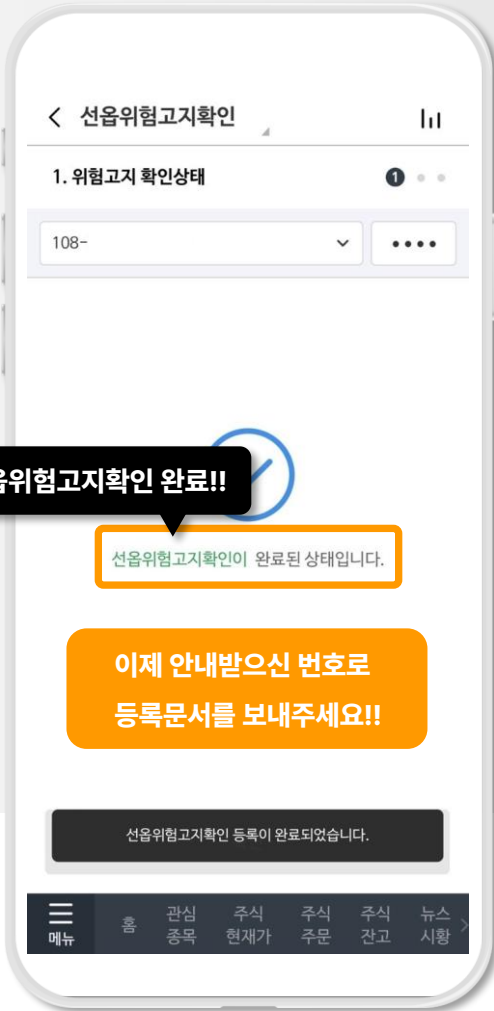 선옵위험고지확인
1. 위험고지 확인상태
1
108-
옵위험고지확인 완료!!
선옵위험고지확인이 완료된 상태입니다.
이제 안내받으신 번호로
등록문서를 보내주세요!!
선옵위험고지확인 등록이 완료되었습니다.
메뉴
홈
관심
종목
주식
현재가
주식
주문
주식
잔고
뉴스
시황